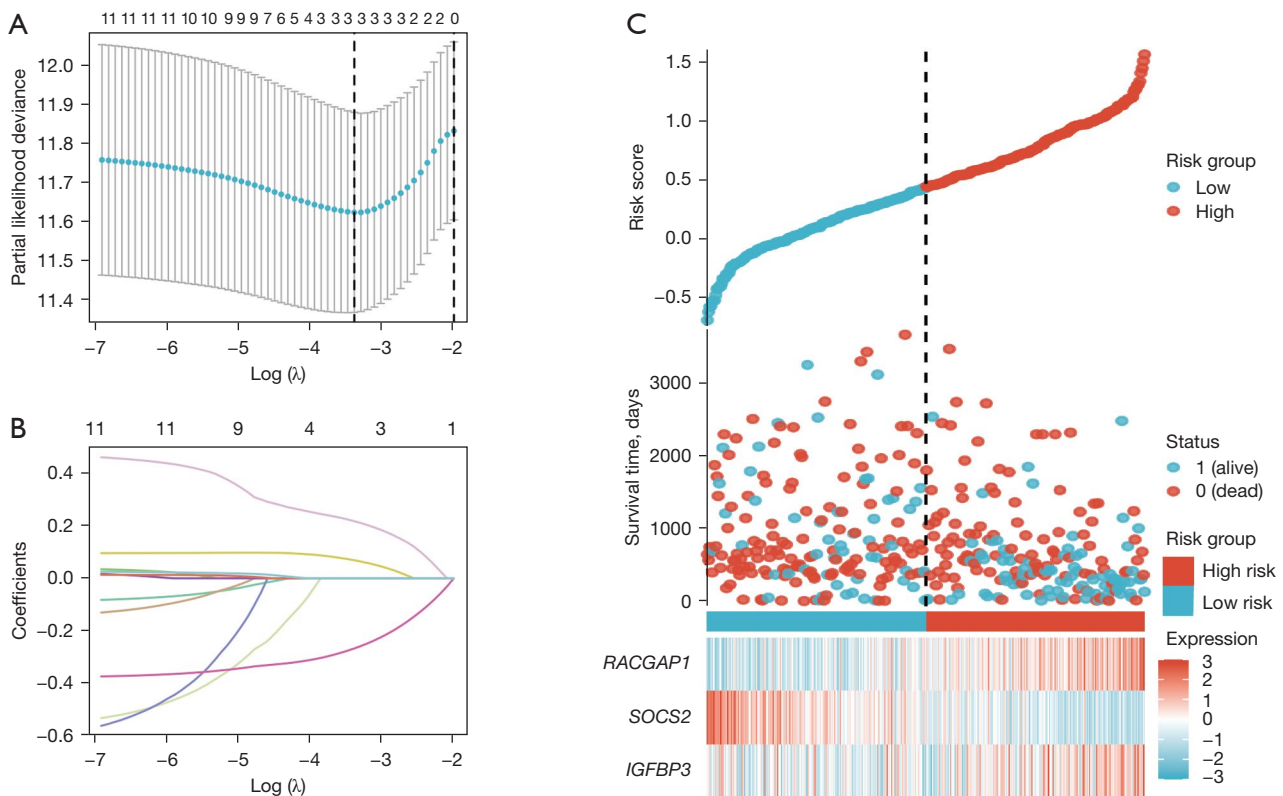 A
11 11 11 11 10 10 9 9 9 7 6 5 4 3 3 3 3 3 3 3 2 2 2 0
Partial likelihood deviance
12.0
11.9
11.8
11.7
11.6
11.5
11.4
−7 −6 −5 −4 −3 −2
Log (λ)
B
11 11 9 4 3 1
Coefficients
0.4
0.2
0.0
−0.2
−0.4
−0.6
−7 −6 −5 −4 −3 −2
Log (λ)
C
Risk score
1.5
1.0
0.5
0.0
−0.5
Risk group
Low
High
Survival time, days
3000
2000
1000
0
Status
1 (alive)
0 (dead)
Risk group
High risk
Low risk
RACGAP1
SOCS2
IGFBP3
Expression
3
2
1
0
−1
−2
−3